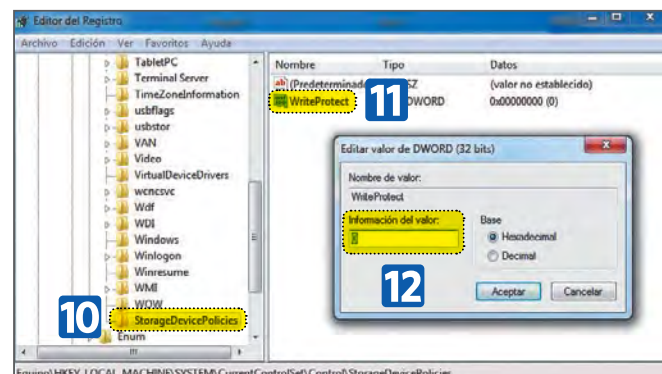 Editor del Registro
Archivo Edición Ver Favoritos Ayuda
TabletPC
Terminal Server
TimeZoneInformation
usbflags
usbstor
VAN
Video
VirtualDeviceDrivers
wcncsvc
Wdf
WDI
Windows
Winlogon
Winresume
WMI
WOW
10
StorageDevicePolicies
Enum
Nombre Tipo Datos
ab (Predeterminad SZ (valor no establecido)
WriteProtect 11 DWORD 0x00000000 (0)
Editar valor de DWORD (32 bits)
Nombre de valor:
WriteProtect
Información del valor: Base
Hexadecimal
Decimal
12
Aceptar Cancelar
Equipo\HKEY_LOCAL_MACHINE\SYSTEM\CurrentControlSet\Control\StorageDevicePolicies